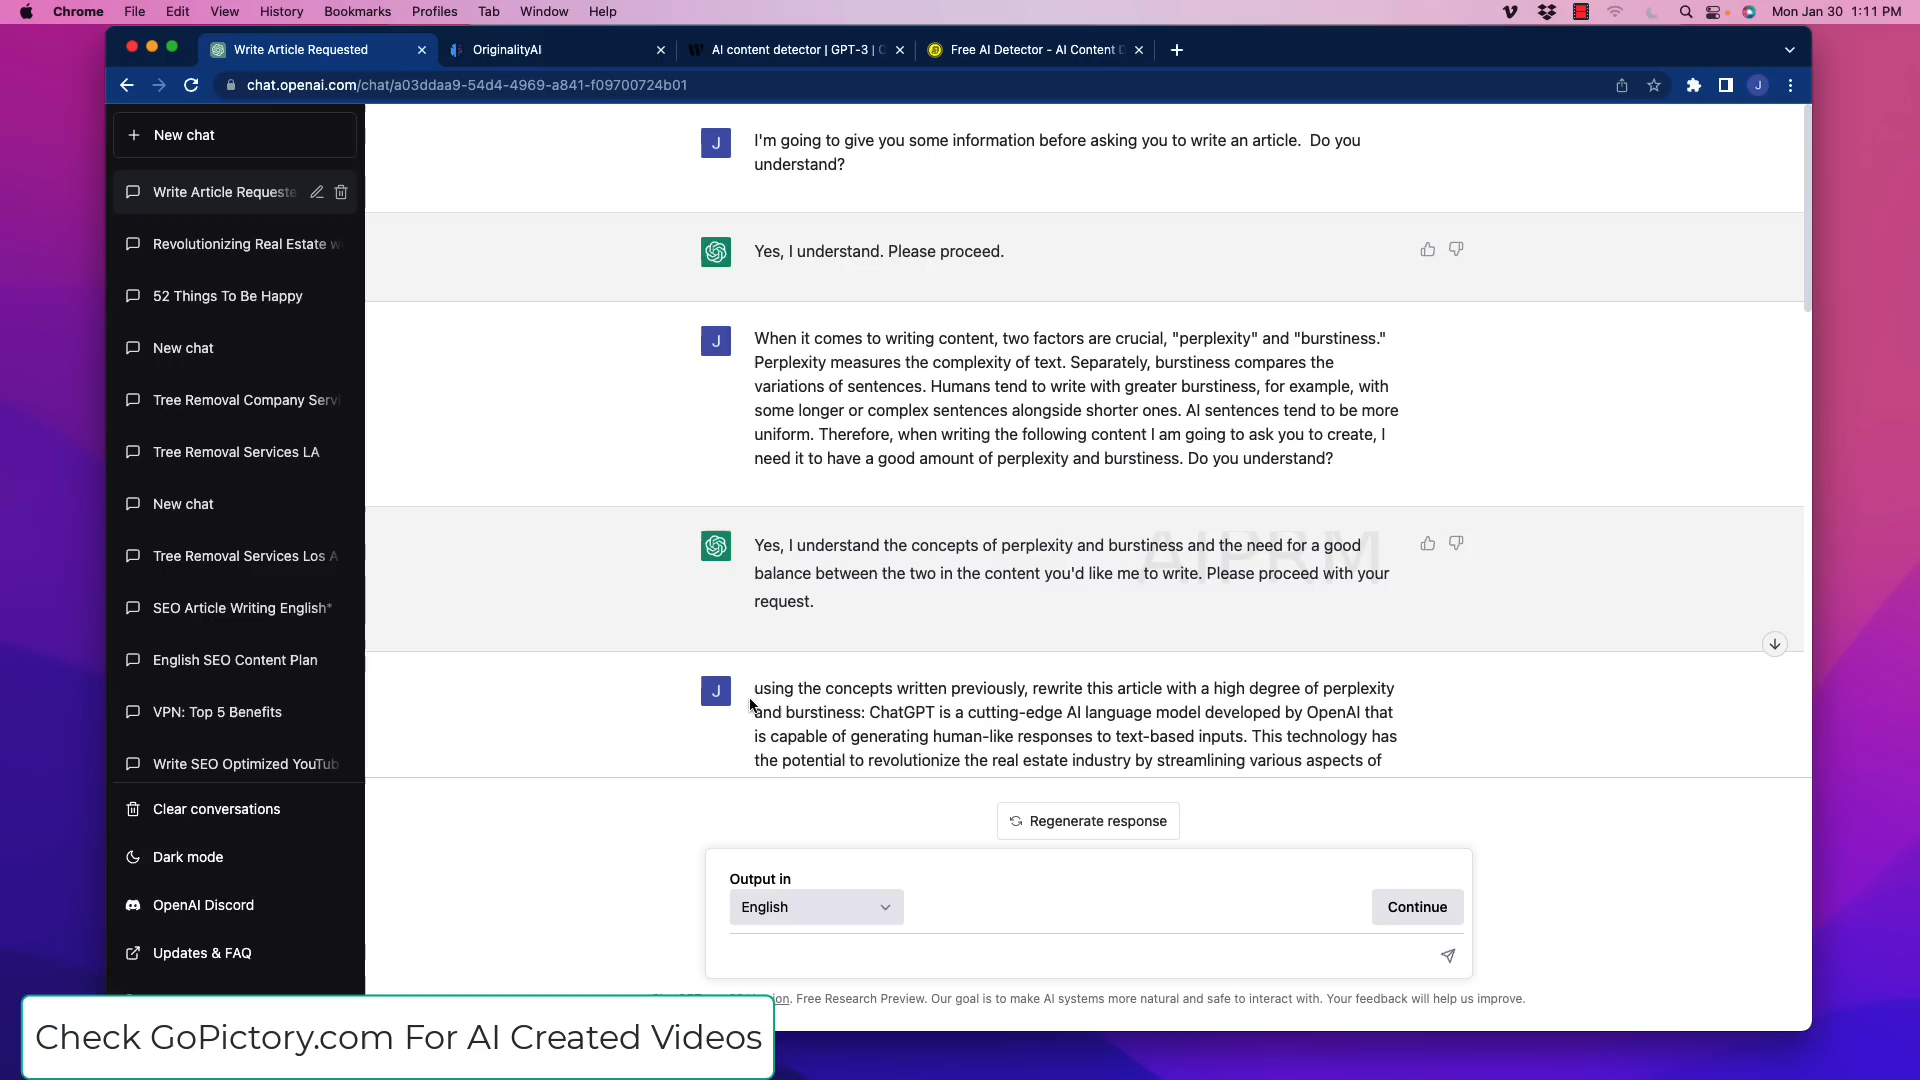 Chrome File Edit View History Bookmarks Profiles Tab Window Help Mon Jan 30 1:11 PM
Write Article Requested OriginalityAI AI content detector | GPT-3 | Free AI Detector - AI Content
chat.openai.com/chat/a03ddaa9-54d4-4969-a841-f09700724b01 J
New chat
Write Article Requeste
Revolutionizing Real Estate w
52 Things To Be Happy
New chat
Tree Removal Company Servi
Tree Removal Services LA
New chat
Tree Removal Services Los A
SEO Article Writing English*
English SEO Content Plan
VPN: Top 5 Benefits
Write SEO Optimized YouTub
Clear conversations
Dark mode
OpenAI Discord
Updates & FAQ
J
I'm going to give you some information before asking you to write an article. Do you
understand?
Yes, I understand. Please proceed.
J
When it comes to writing content, two factors are crucial, "perplexity" and "burstiness."
Perplexity measures the complexity of text. Separately, burstiness compares the
variations of sentences. Humans tend to write with greater burstiness, for example, with
some longer or complex sentences alongside shorter ones. AI sentences tend to be more
uniform. Therefore, when writing the following content I am going to ask you to create, I
need it to have a good amount of perplexity and burstiness. Do you understand?
AIPRM
Yes, I understand the concepts of perplexity and burstiness and the need for a good
balance between the two in the content you'd like me to write. Please proceed with your
request.
J
using the concepts written previously, rewrite this article with a high degree of perplexity
and burstiness: ChatGPT is a cutting-edge AI language model developed by OpenAI that
is capable of generating human-like responses to text-based inputs. This technology has
the potential to revolutionize the real estate industry by streamlining various aspects of
Regenerate response
Output in
English
Continue
Free Research Preview. Our goal is to make AI systems more natural and safe to interact with. Your feedback will help us improve.
Check GoPictory.com For AI Created Videos